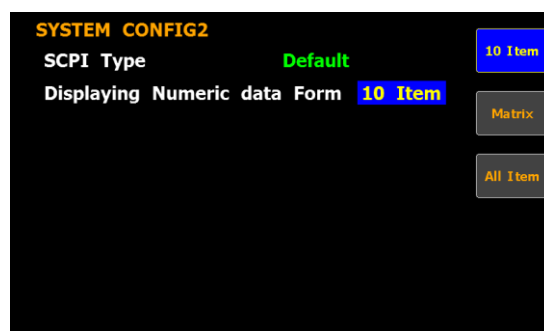 SYSTEM CONFIG2
SCPI Type Default
Displaying Numeric data Form 10 Item
10 Item
Matrix
All Item